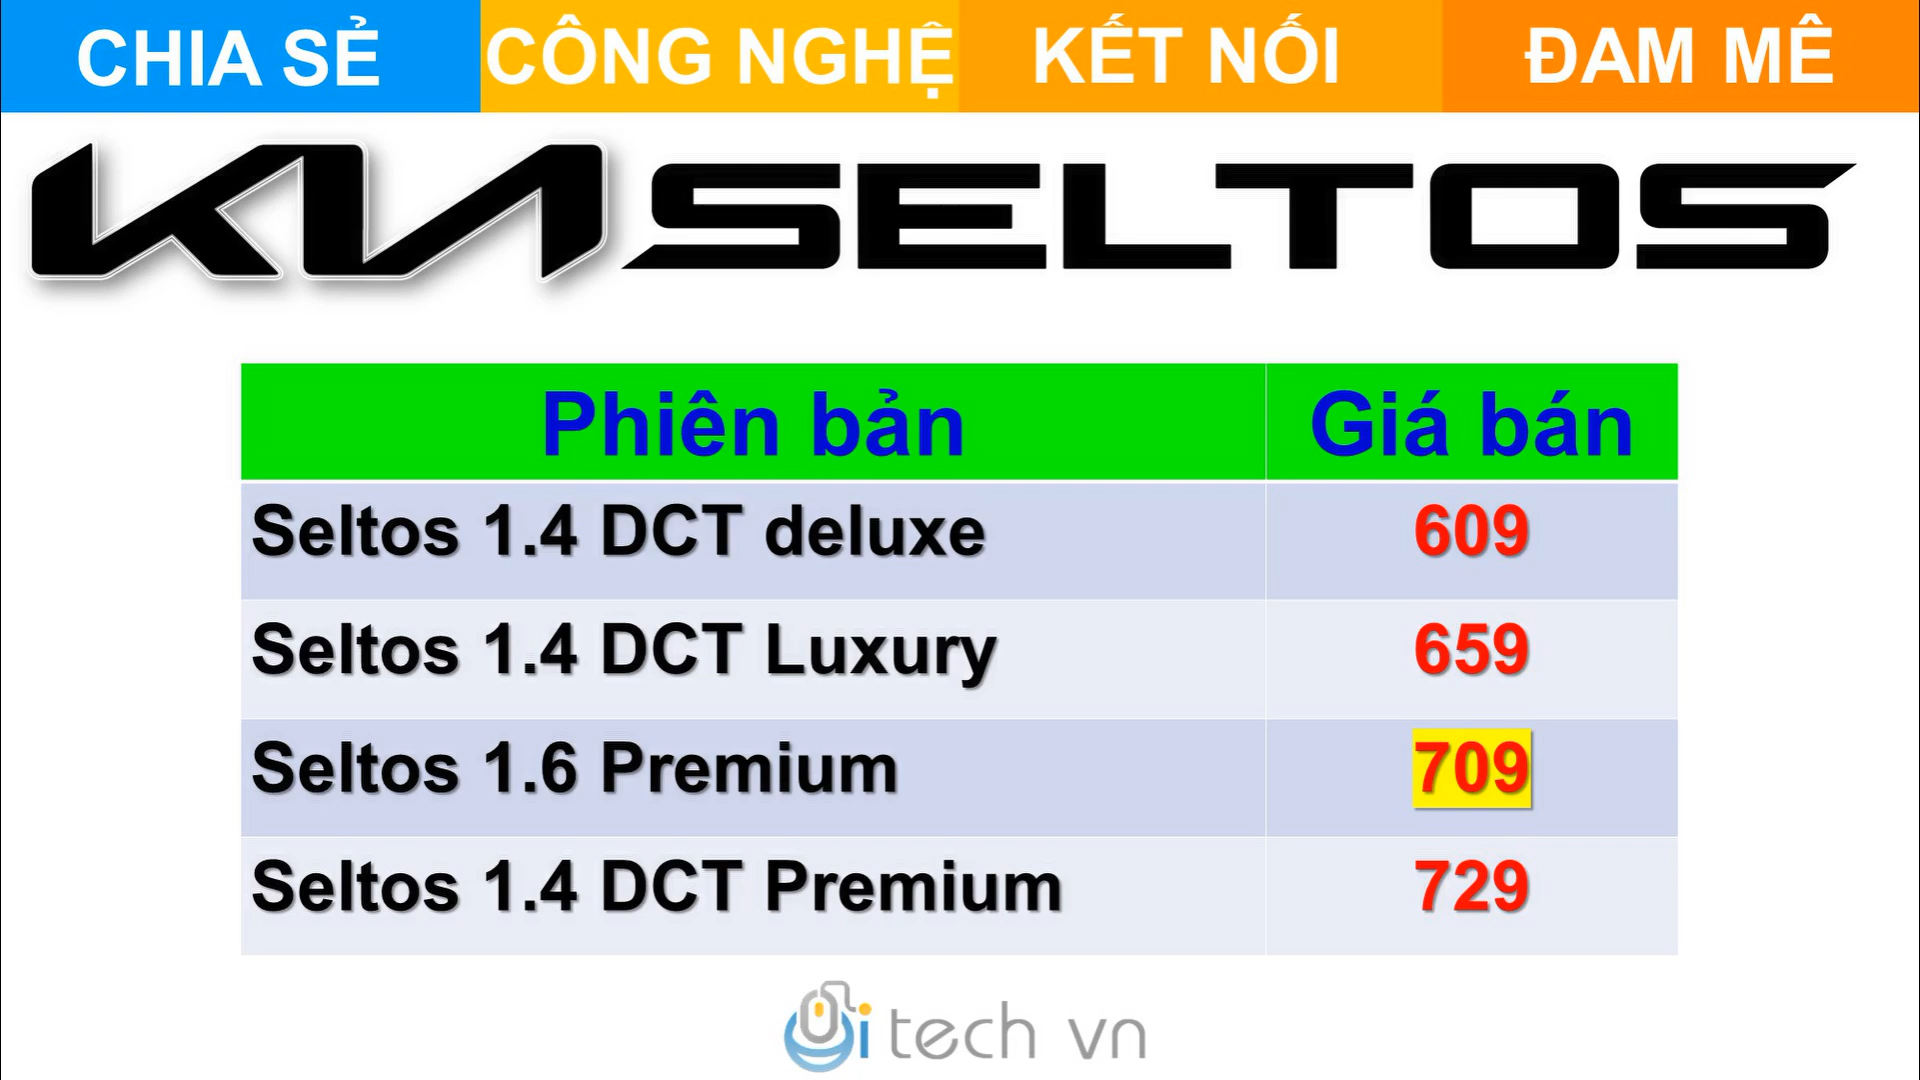 CHIA SẺ CÔNG NGHỆ KẾT NỐI ĐAM MÊ
KIA SELTOS
Phiên bản Giá bán
Seltos 1.4 DCT deluxe 609
Seltos 1.4 DCT Luxury 659
Seltos 1.6 Premium 709
Seltos 1.4 DCT Premium 729
i tech vn